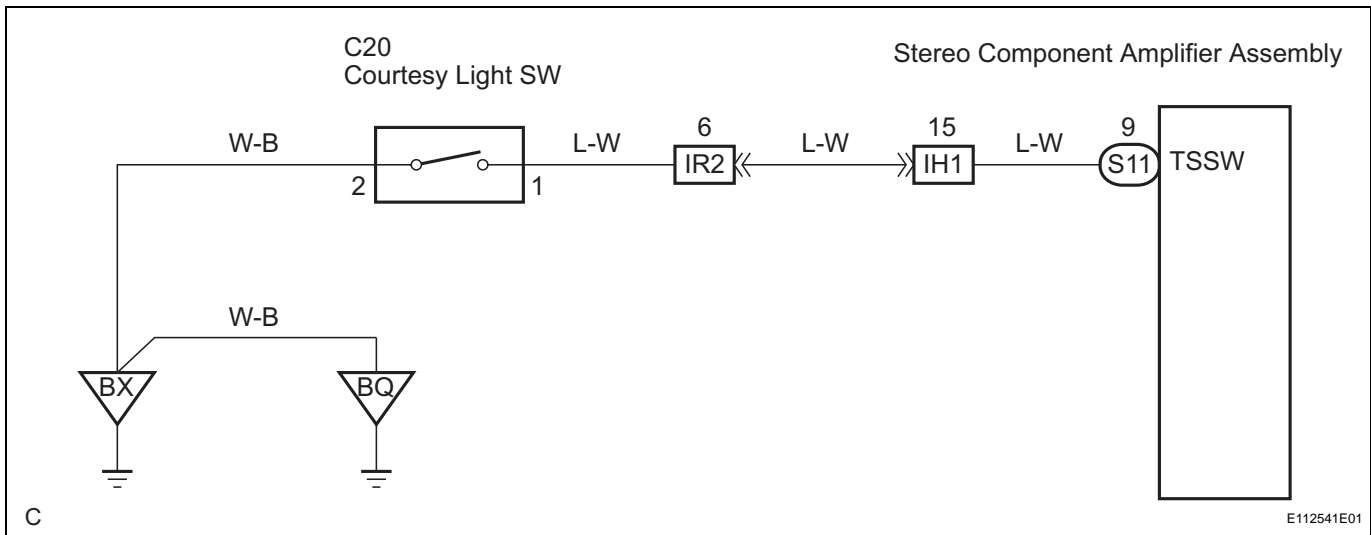 C20
Courtesy Light SW
Stereo Component Amplifier Assembly
W-B
2
1
L-W
6
IR2
L-W
15
IH1
L-W
9
S11
TSSW
W-B
BX
BQ
C
E112541E01